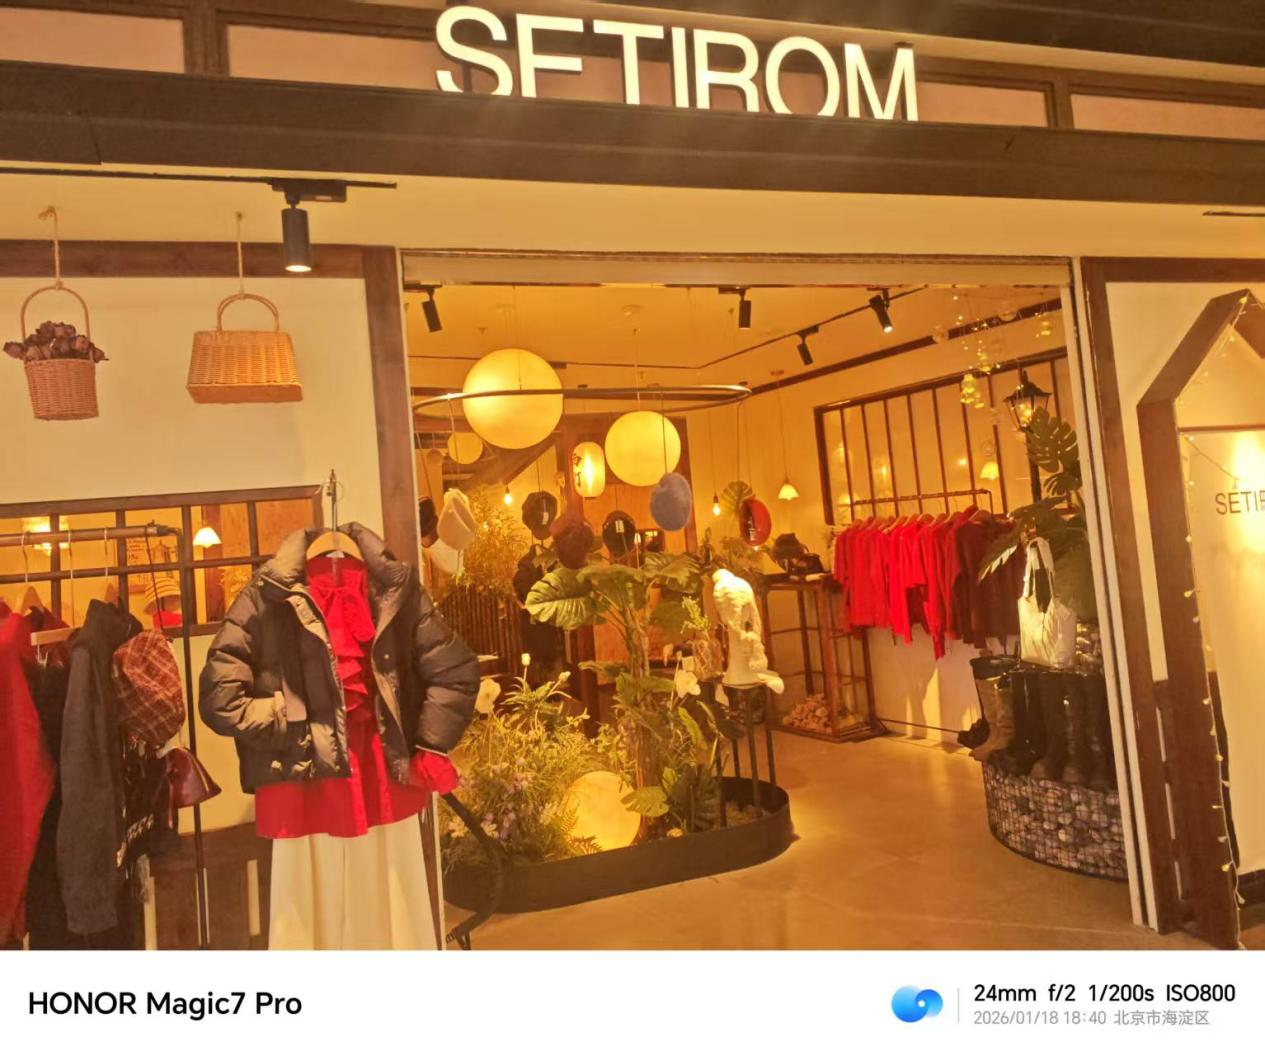 SETIROM
SETIR
HONOR Magic7 Pro
24mm f/2 1/200s ISO800
2026/01/18 18:40 北京市海淀区